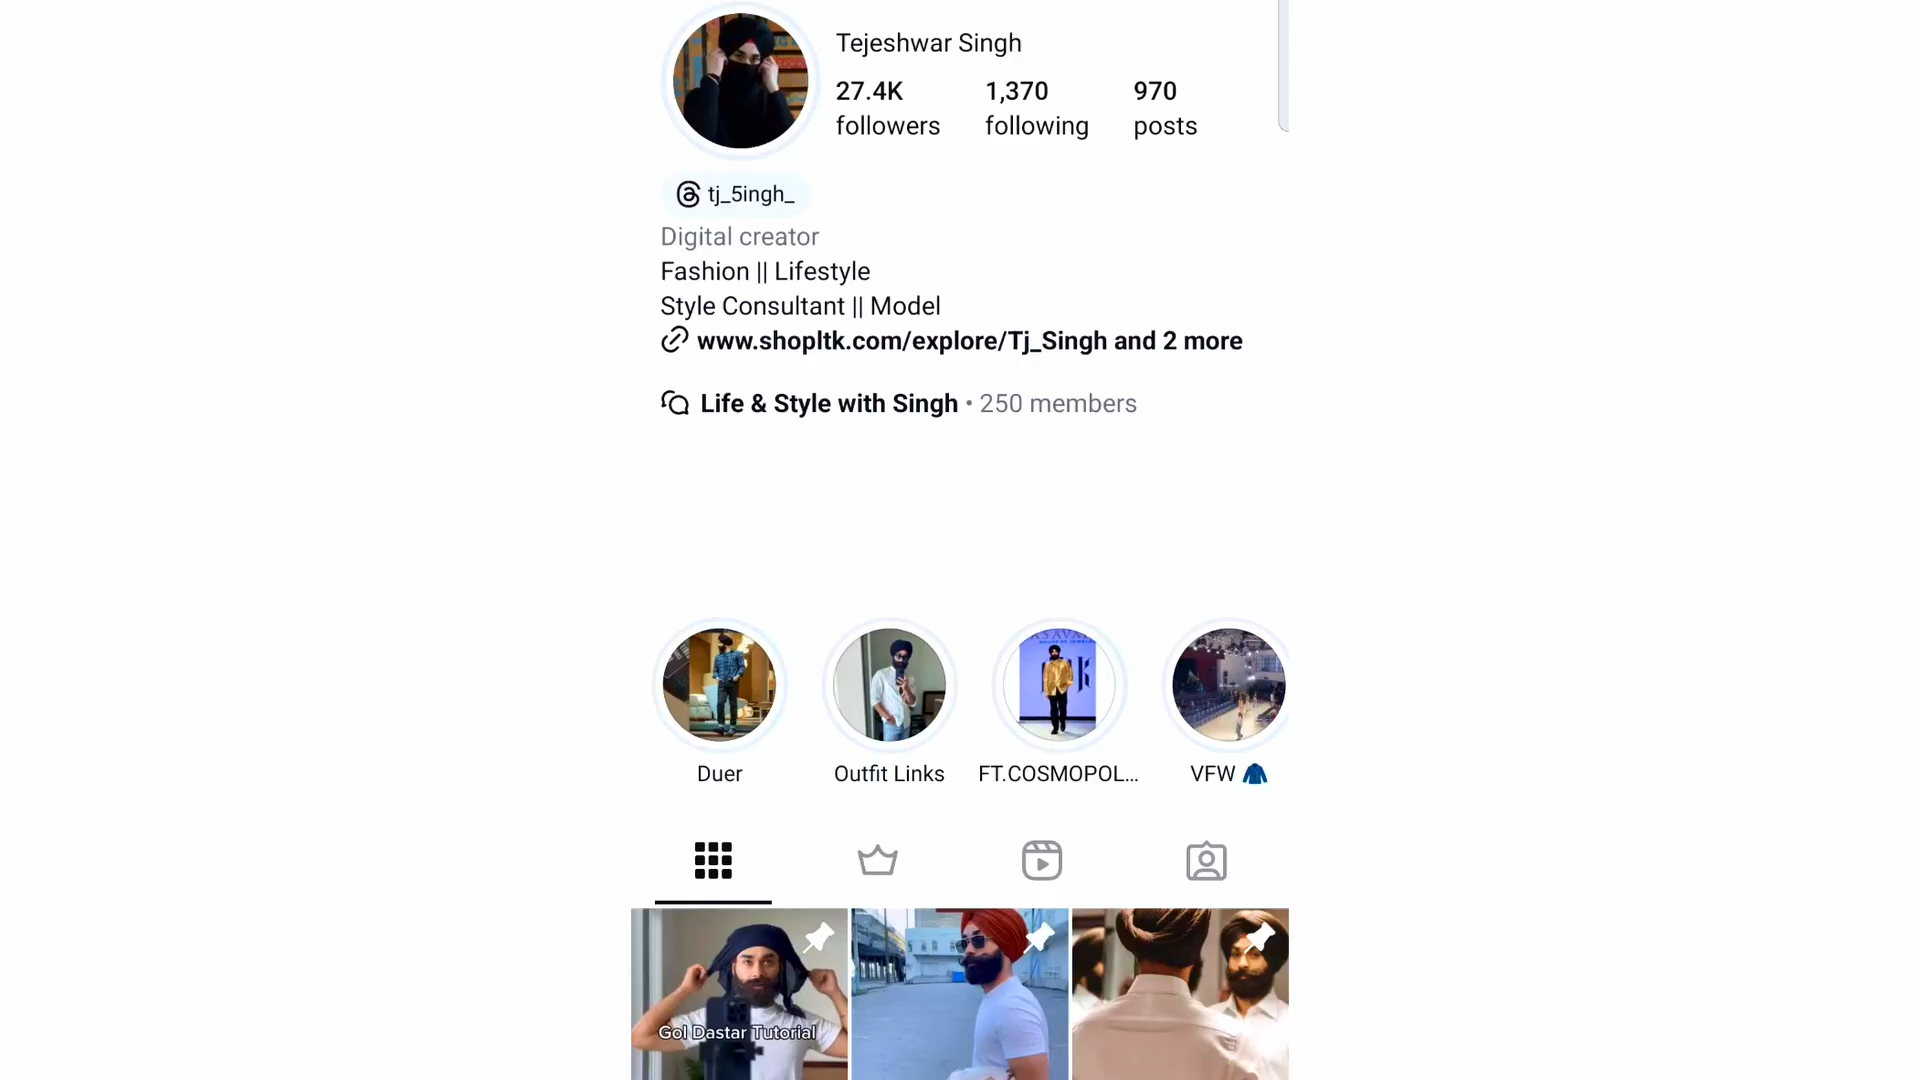 Tejeshwar Singh
27.4K 1,370 970
followers following posts
tj_5ingh_
Digital creator
Fashion || Lifestyle
Style Consultant || Model
www.shopltk.com/explore/Tj_Singh and 2 more
Life & Style with Singh • 250 members
Duer Outfit Links FT.COSMOPOL... VFW 🧥
Gol Dastar Tutorial